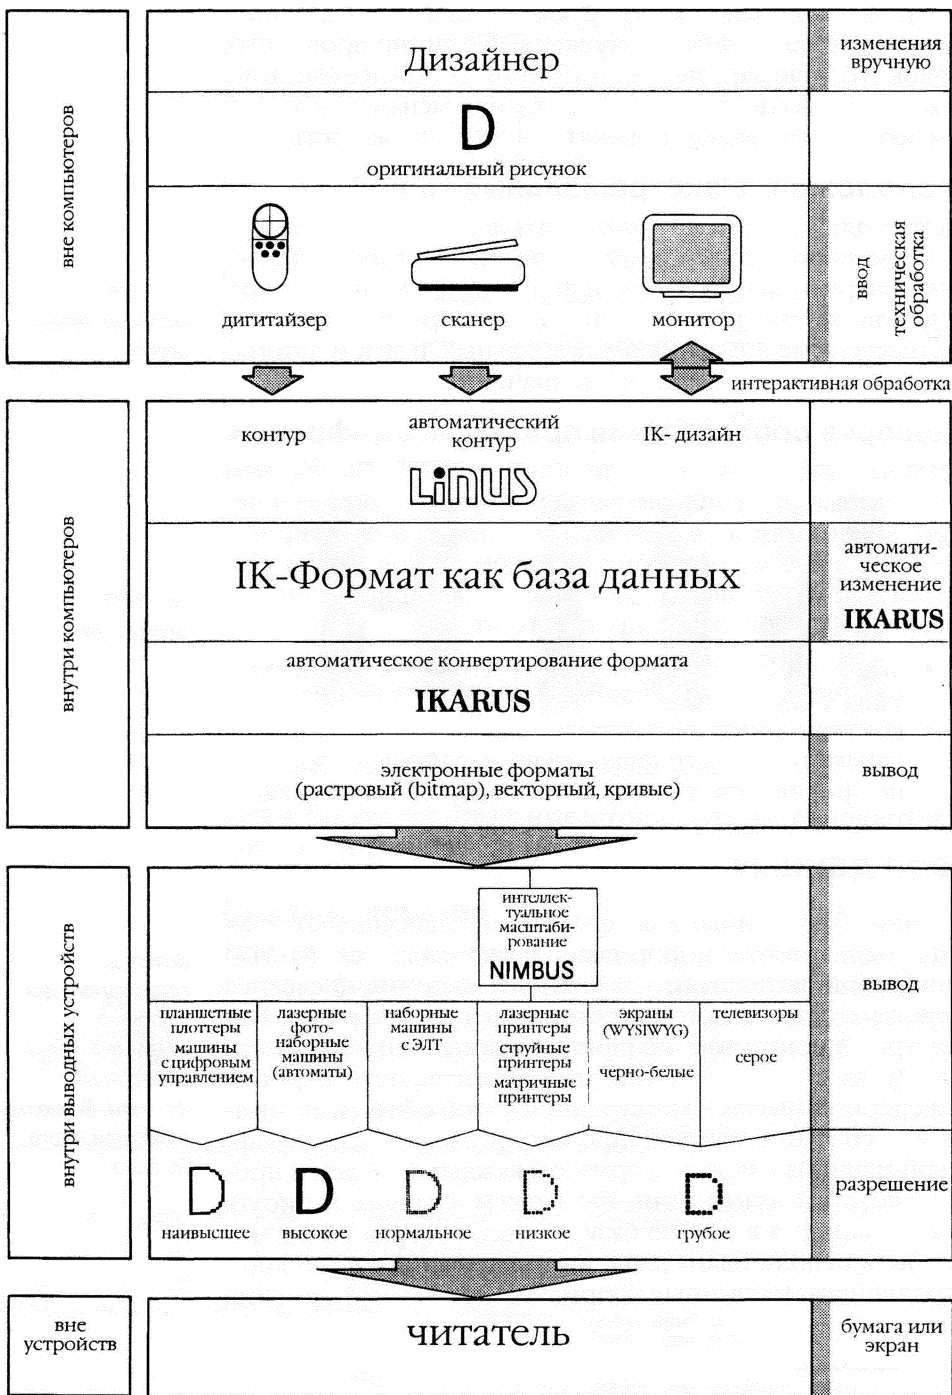 вне компьютеров
Дизайнер
изменения
вручную
D
оригинальный рисунок
дигитайзер
сканер
монитор
ввод
техническая
обработка
интерактивная обработка
внутри компьютеров
контур
автоматический
контур
LiNUS
IK- дизайн
IK-Формат как база данных
автомати-
ческое
изменение
IKARUS
автоматическое конвертирование формата
IKARUS
электронные форматы
(растровый (bitmap), векторный, кривые)
вывод
внутри выводных устройств
интеллек-
туальное
масштаби-
рование
NIMBUS
вывод
планшетные
плоттеры
машины
с цифровым
управлением
лазерные
фото-
наборные
машины
(автоматы)
наборные
машины
с ЭЛТ
лазерные
принтеры
струйные
принтеры
матричные
принтеры
экраны
(WYSIWYG)
черно-белые
телевизоры
серое
D
D
D
D
D
наивысшее
высокое
нормальное
низкое
грубое
разрешение
вне
устройств
читатель
бумага или
экран